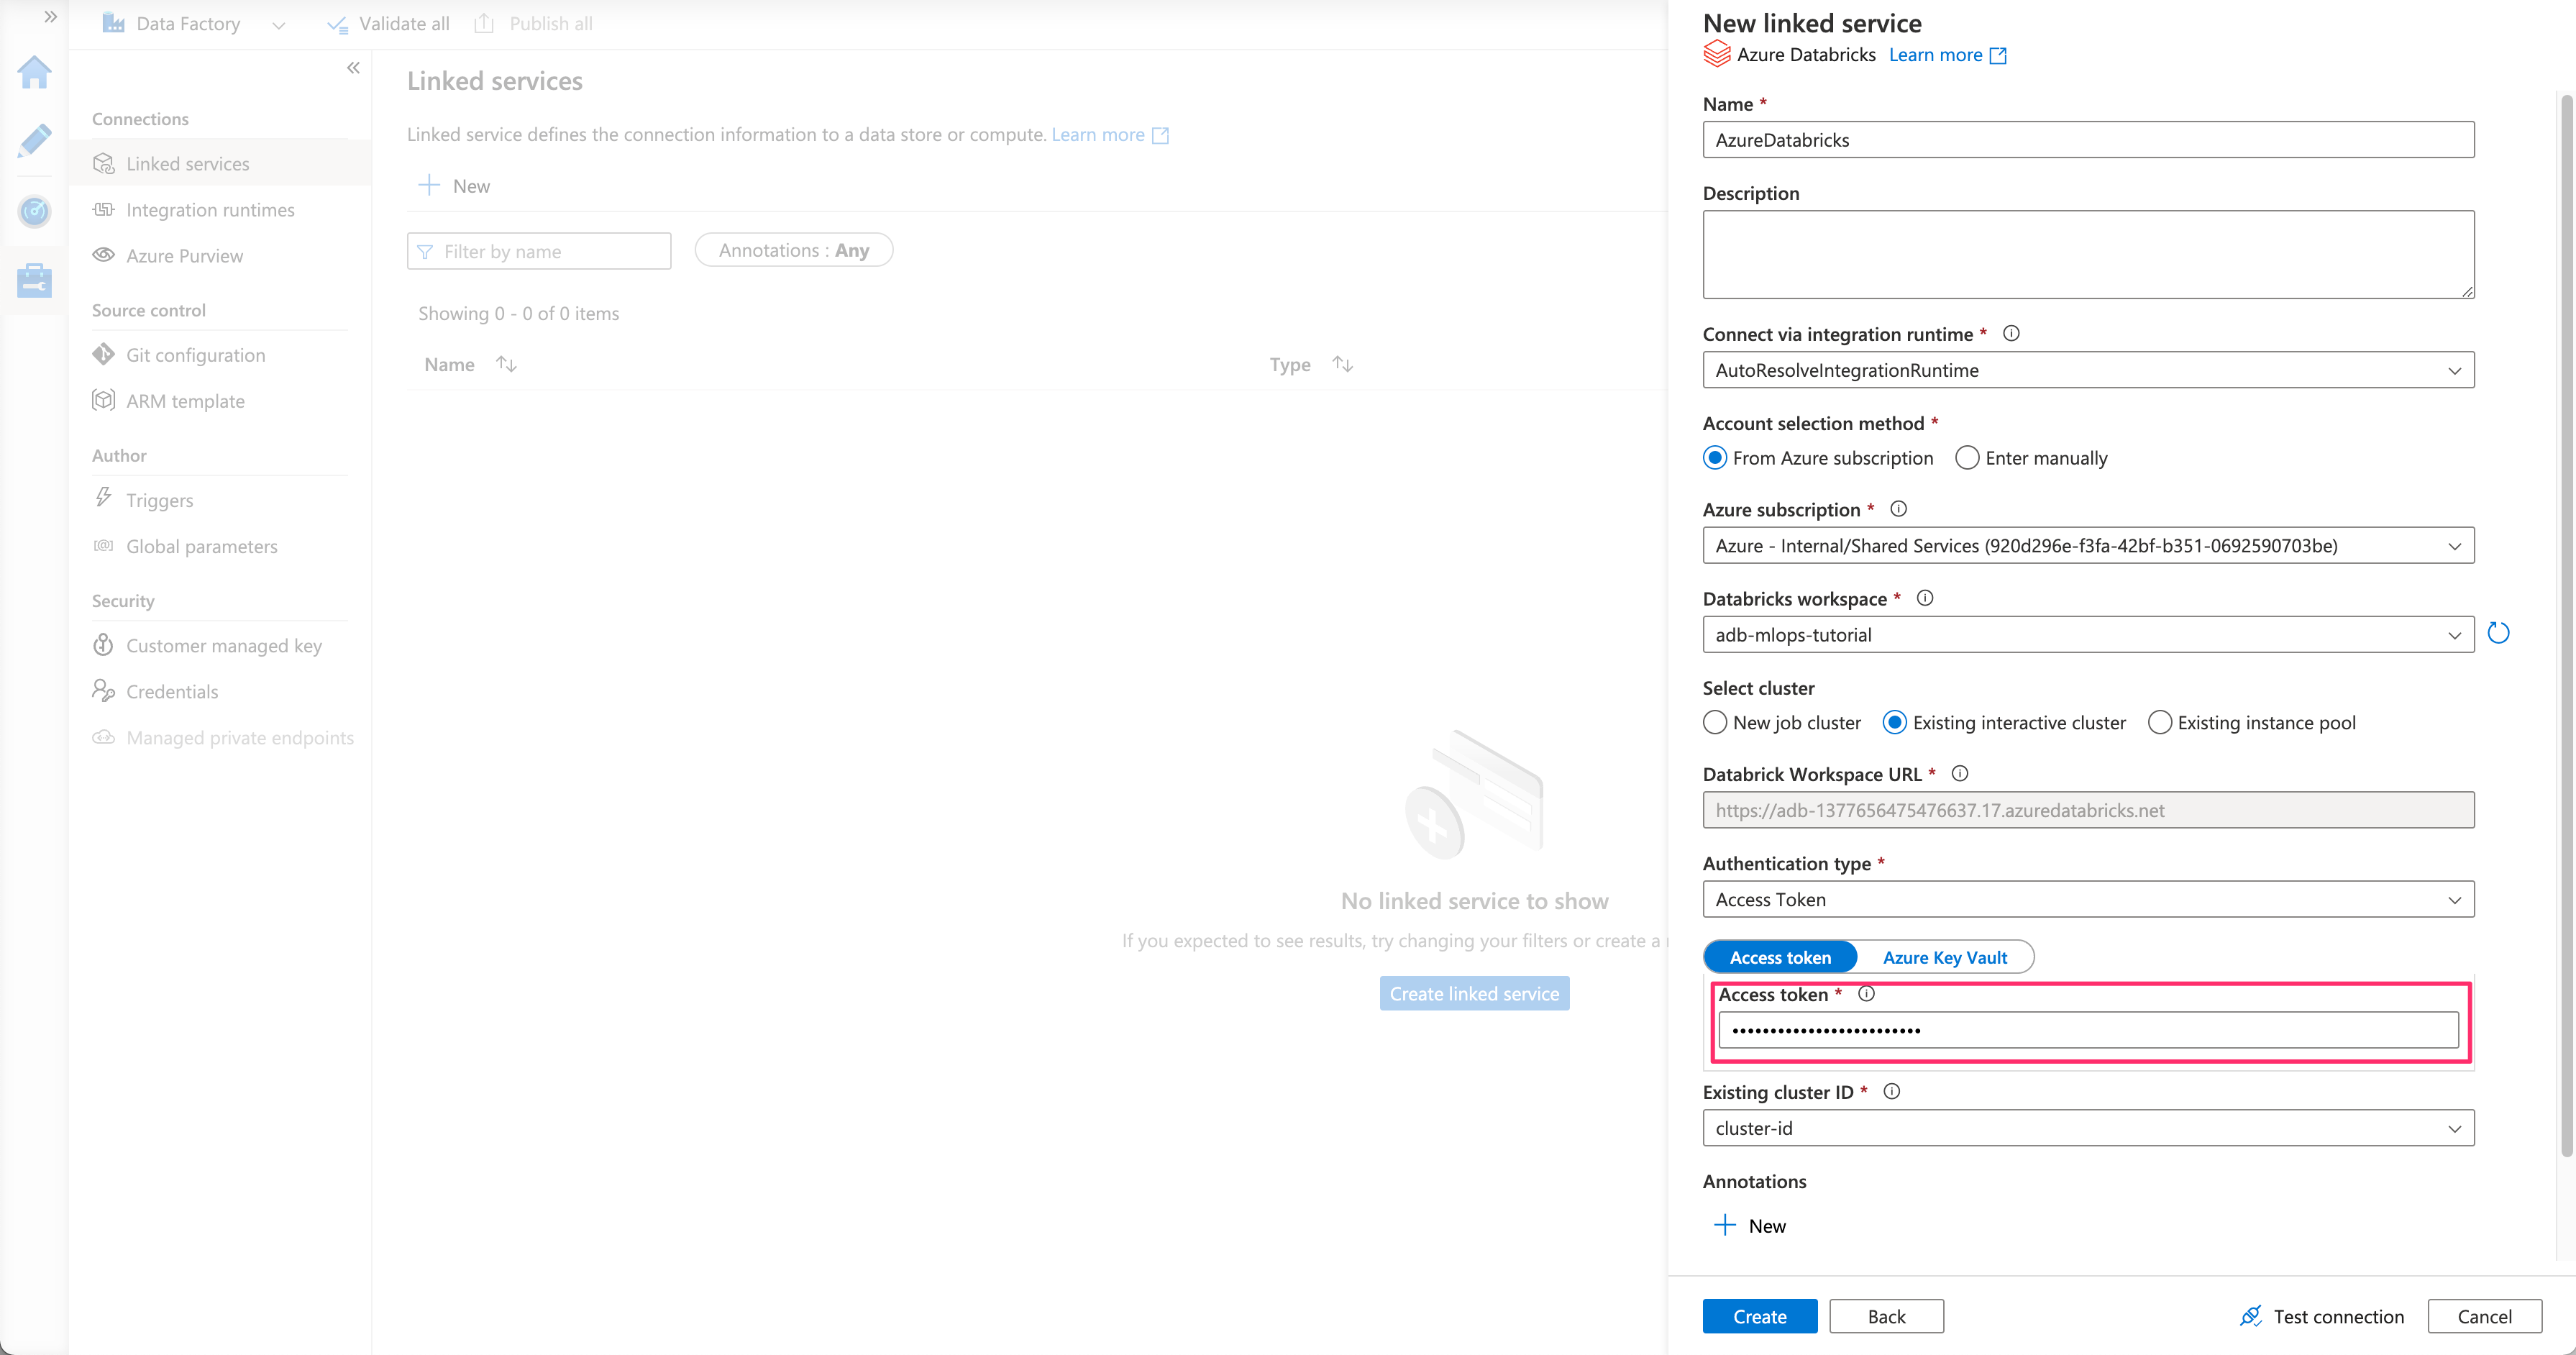 Data Factory
Validate all
Publish all
Connections
Linked services
Integration runtimes
Azure Purview
Source control
Git configuration
ARM template
Author
Triggers
Global parameters
Security
Customer managed key
Credentials
Managed private endpoints
Linked services
Linked service defines the connection information to a data store or compute. Learn more
New
Filter by name
Annotations : Any
Showing 0 - 0 of 0 items
Name
Type
No linked service to show
If you expected to see results, try changing your filters or create a
Create linked service
New linked service
Azure Databricks Learn more
Name *
AzureDatabricks
Description
Connect via integration runtime *
AutoResolveIntegrationRuntime
Account selection method *
From Azure subscription
Enter manually
Azure subscription *
Azure - Internal/Shared Services (920d296e-f3fa-42bf-b351-0692590703be)
Databricks workspace *
adb-mlops-tutorial
Select cluster
New job cluster
Existing interactive cluster
Existing instance pool
Databrick Workspace URL *
https://adb-1377656475476637.17.azuredatabricks.net
Authentication type *
Access Token
Access token
Azure Key Vault
Access token *
•••••••••••••••••••••••••
Existing cluster ID *
cluster-id
Annotations
New
Create
Back
Test connection
Cancel